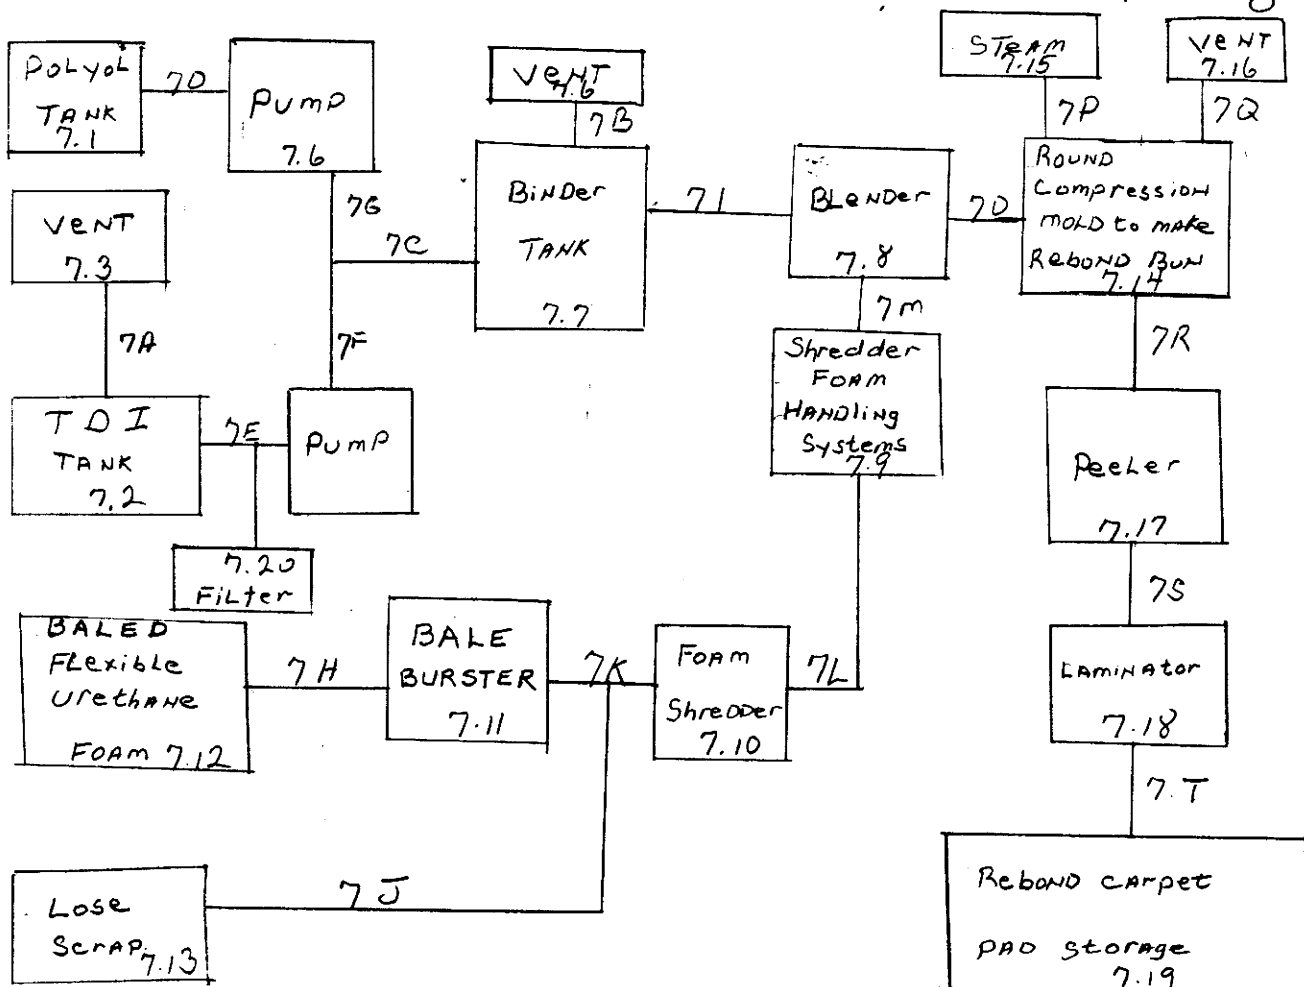 POLYOL
TANK
7.1
7D
PUMP
7.6
VENT
7.6
7B
STEAM
7.15
VENT
7.16
7P
7Q
VENT
7.3
7A
7G
7C
7F
BINDER
TANK
7.7
7I
BLENDER
7.8
7O
ROUND
COMPRESSION
MOLD to MAKE
REBOND BUN
7.14
7M
7R
TDI
TANK
7.2
7E
PUMP
Shredder
FOAM
HANDling
Systems
7.9
Peeler
7.17
7.20
Filter
BALED
Flexible
Urethane
FOAM 7.12
7H
BALE
BURSTER
7.11
7K
FOAM
Shredder
7.10
7L
7S
LAMINATOR
7.18
7.T
LOSE
SCRAP
7.13
7J
Rebond carpet
PAD Storage
7.19